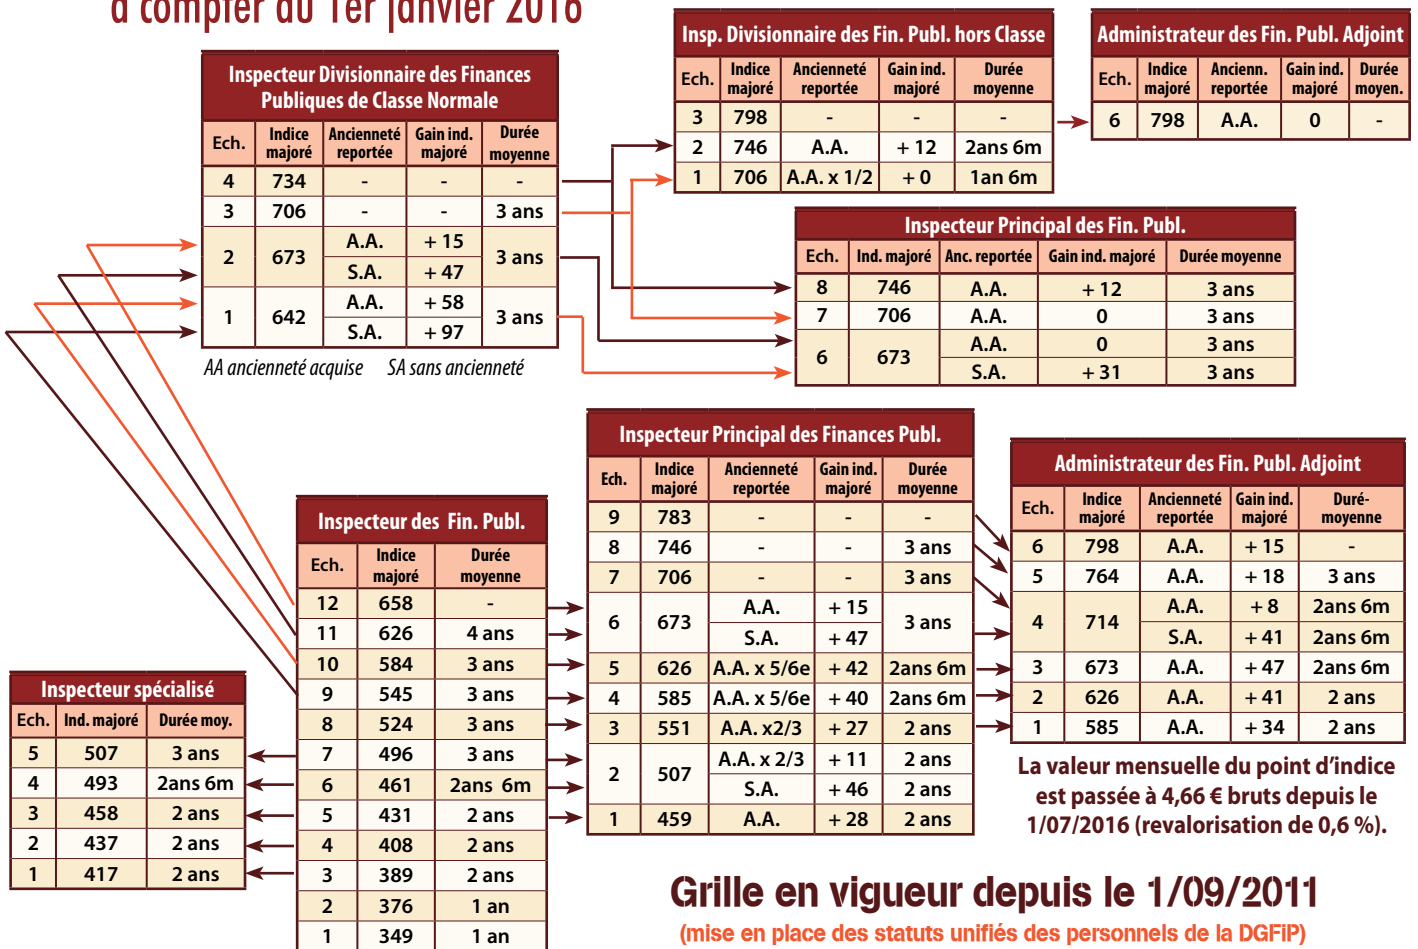 à compter du 1er janvier 2016
Inspecteur Divisionnaire des Finances
Publiques de Classe Normale
Ech. Indice majoré Ancienneté reportée Gain ind. majoré Durée moyenne
4 734 - - -
3 706 - - 3 ans
2 673 A.A. + 15 3 ans
S.A. + 47
1 642 A.A. + 58 3 ans
S.A. + 97
AA ancienneté acquise SA sans ancienneté
Insp. Divisionnaire des Fin. Publ. hors Classe
Ech. Indice majoré Ancienneté reportée Gain ind. majoré Durée moyenne
3 798 - - -
2 746 A.A. + 12 2ans 6m
1 706 A.A. x 1/2 + 0 1an 6m
Administrateur des Fin. Publ. Adjoint
Ech. Indice majoré Ancienn. reportée Gain ind. majoré Durée moyen.
6 798 A.A. 0 -
Inspecteur Principal des Fin. Publ.
Ech. Ind. majoré Anc. reportée Gain ind. majoré Durée moyenne
8 746 A.A. + 12 3 ans
7 706 A.A. 0 3 ans
6 673 A.A. 0 3 ans
S.A. + 31 3 ans
Inspecteur spécialisé
Ech. Ind. majoré Durée moy.
5 507 3 ans
4 493 2ans 6m
3 458 2 ans
2 437 2 ans
1 417 2 ans
Inspecteur des Fin. Publ.
Ech. Indice majoré Durée moyenne
12 658 -
11 626 4 ans
10 584 3 ans
9 545 3 ans
8 524 3 ans
7 496 3 ans
6 461 2ans 6m
5 431 2 ans
4 408 2 ans
3 389 2 ans
2 376 1 an
1 349 1 an
Inspecteur Principal des Finances Publ.
Ech. Indice majoré Ancienneté reportée Gain ind. majoré Durée moyenne
9 783 - - -
8 746 - - 3 ans
7 706 - - 3 ans
6 673 A.A. + 15 3 ans
S.A. + 47
5 626 A.A. x 5/6e + 42 2ans 6m
4 585 A.A. x 5/6e + 40 2ans 6m
3 551 A.A. x2/3 + 27 2 ans
2 507 A.A. x 2/3 + 11 2 ans
S.A. + 46 2 ans
1 459 A.A. + 28 2 ans
Administrateur des Fin. Publ. Adjoint
Ech. Indice majoré Ancienneté reportée Gain ind. majoré Duré- moyenne
6 798 A.A. + 15 -
5 764 A.A. + 18 3 ans
4 714 A.A. + 8 2ans 6m
S.A. + 41 2ans 6m
3 673 A.A. + 47 2ans 6m
2 626 A.A. + 41 2 ans
1 585 A.A. + 34 2 ans
La valeur mensuelle du point d'indice
est passée à 4,66 € bruts depuis le
1/07/2016 (revalorisation de 0,6 %).
Grille en vigueur depuis le 1/09/2011
(mise en place des statuts unifiés des personnels de la DGFiP)